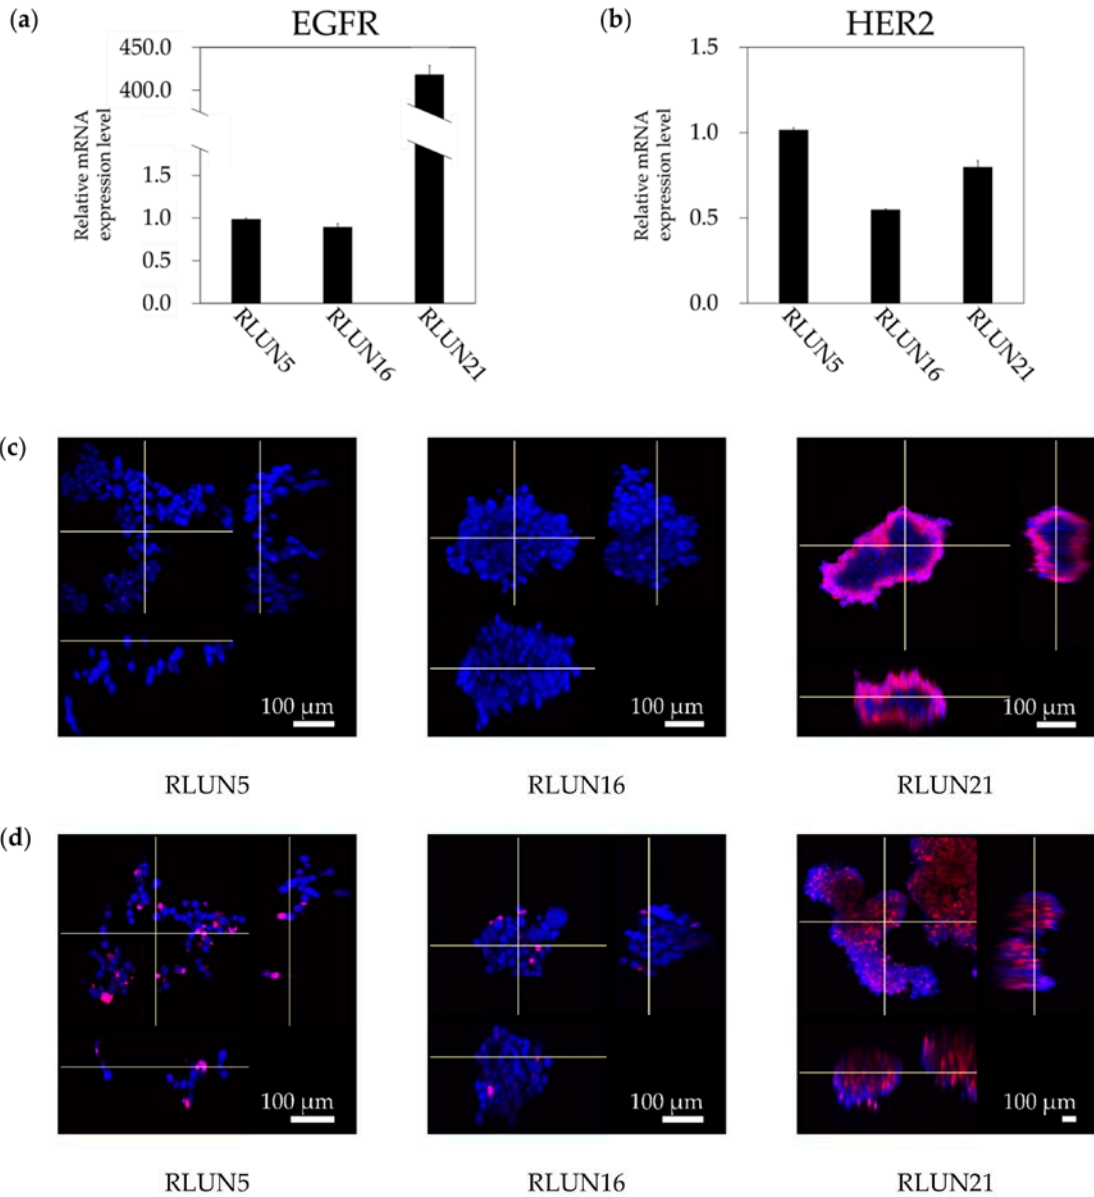 (a)
EGFR
450.0
400.0
1.5
1.0
0.5
0.0
Relative mRNA
expression level
RLUN5
RLUN16
RLUN21
(b)
HER2
1.5
1.0
0.5
0.0
Relative mRNA
expression level
RLUN5
RLUN16
RLUN21
(c)
100 µm
100 µm
100 µm
RLUN5
RLUN16
RLUN21
(d)
100 µm
100 µm
100 µm
RLUN5
RLUN16
RLUN21